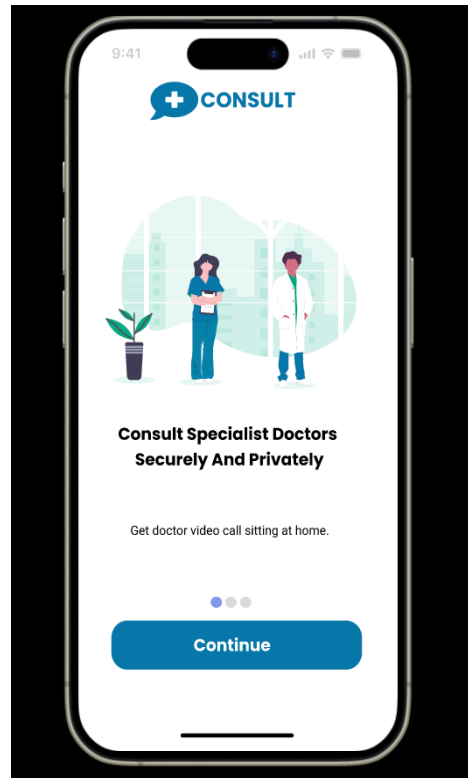 9:41
CONSULT
Consult Specialist Doctors
Securely And Privately
Get doctor video call sitting at home.
Continue